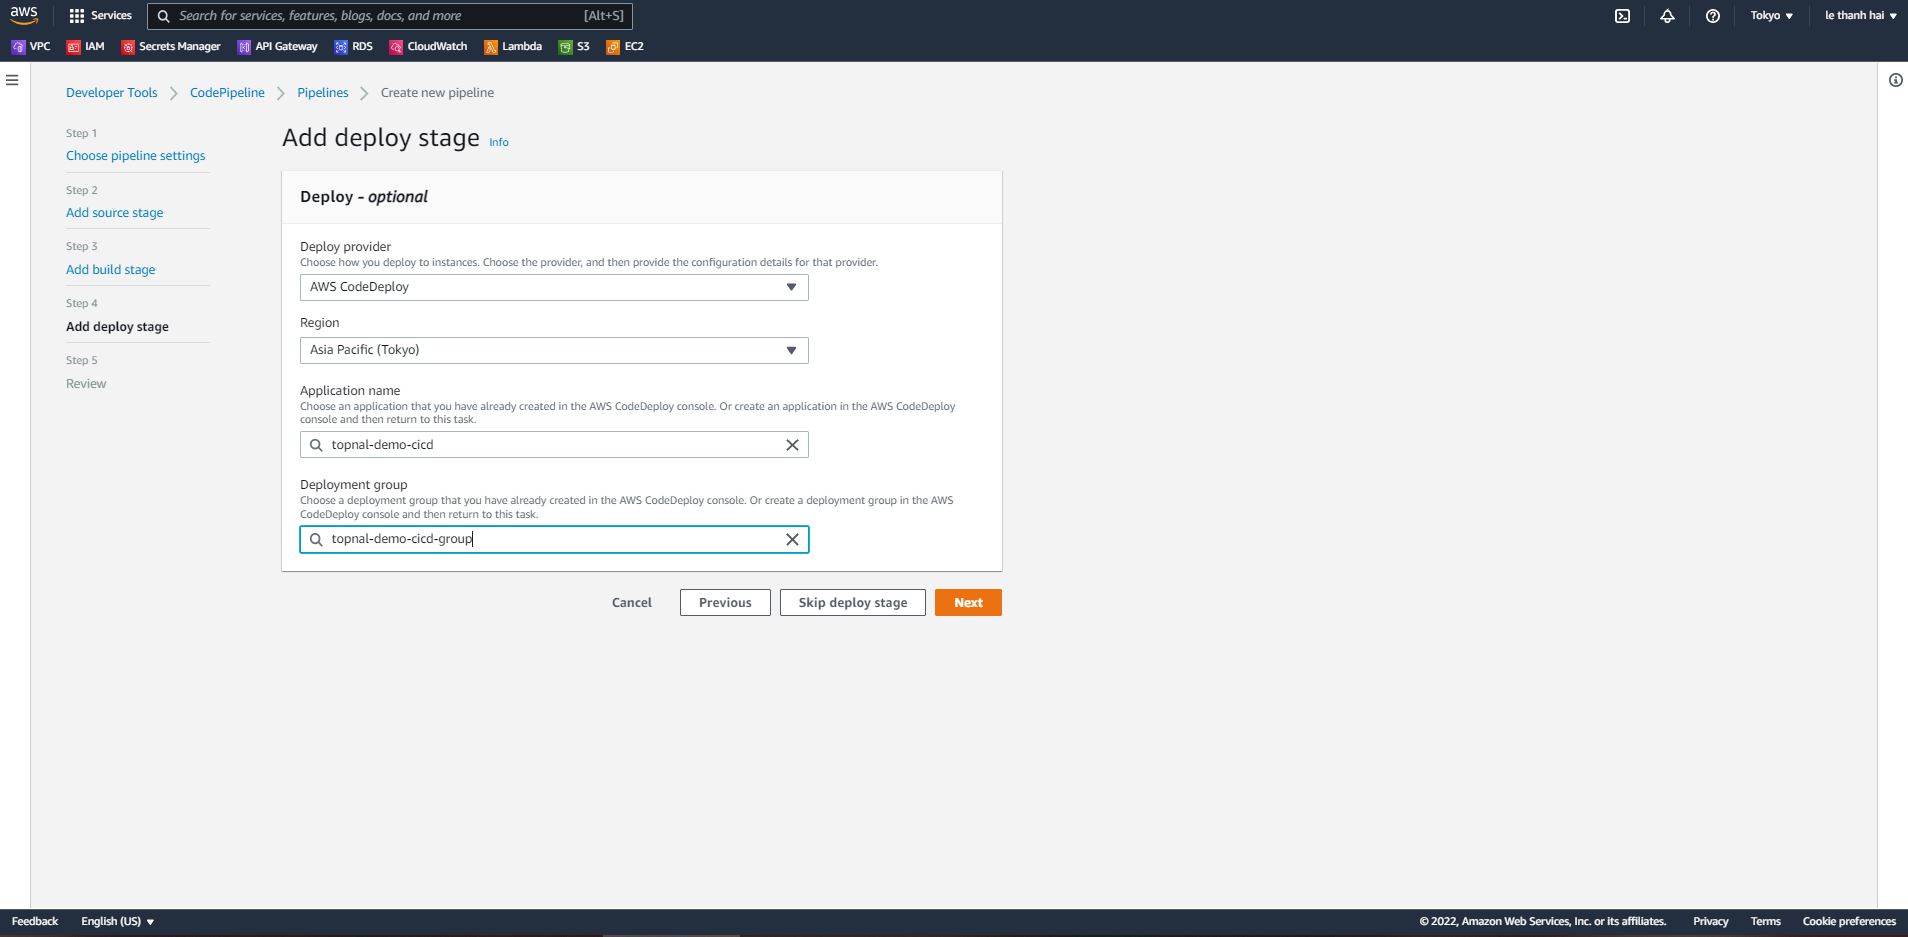 aws
Services
Search for services, features, blogs, docs, and more
[Alt+S]
Tokyo
le thanh hai
VPC
IAM
Secrets Manager
API Gateway
RDS
CloudWatch
Lambda
S3
EC2
Developer Tools
CodePipeline
Pipelines
Create new pipeline
Step 1
Choose pipeline settings
Step 2
Add source stage
Step 3
Add build stage
Step 4
Add deploy stage
Step 5
Review
Add deploy stage Info
Deploy - optional
Deploy provider
Choose how you deploy to instances. Choose the provider, and then provide the configuration details for that provider.
AWS CodeDeploy
Region
Asia Pacific (Tokyo)
Application name
Choose an application that you have already created in the AWS CodeDeploy console. Or create an application in the AWS CodeDeploy
console and then return to this task.
topnal-demo-cicd
Deployment group
Choose a deployment group that you have already created in the AWS CodeDeploy console. Or create a deployment group in the AWS
CodeDeploy console and then return to this task.
topnal-demo-cicd-group
Cancel
Previous
Skip deploy stage
Next
Feedback
English (US)
© 2022, Amazon Web Services, Inc. or its affiliates.
Privacy
Terms
Cookie preferences